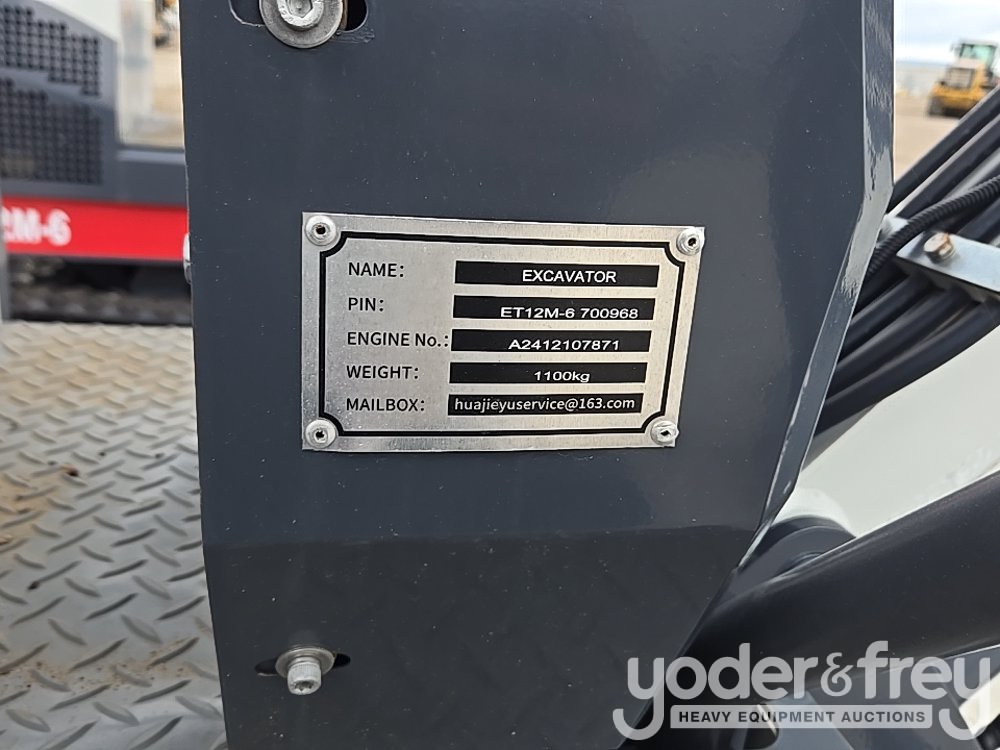 2M-6
NAME: EXCAVATOR
PIN: ET12M-6 700968
ENGINE No.: A2412107871
WEIGHT: 1100kg
MAILBOX: huajieyuservice@163.com
yoder&frey
HEAVY EQUIPMENT AUCTIONS